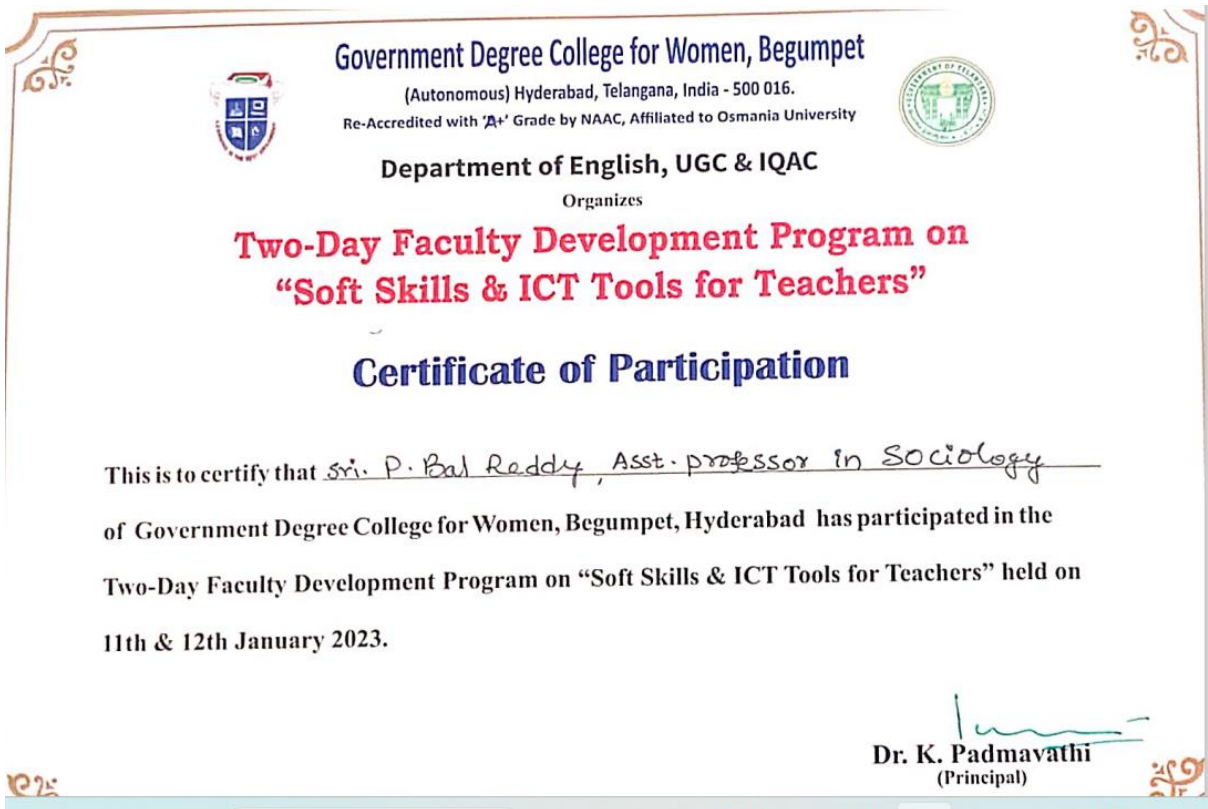 Government Degree College for Women, Begumpet
(Autonomous) Hyderabad, Telangana, India - 500 016.
Re-Accredited with 'A+' Grade by NAAC, Affiliated to Osmania University
Department of English, UGC & IQAC
Organizes
Two-Day Faculty Development Program on
“Soft Skills & ICT Tools for Teachers”
Certificate of Participation
This is to certify that Sri. P. Bal Reddy, Asst. professor in Sociology
of Government Degree College for Women, Begumpet, Hyderabad has participated in the
Two-Day Faculty Development Program on “Soft Skills & ICT Tools for Teachers” held on
11th & 12th January 2023.
Dr. K. Padmavathi
(Principal)